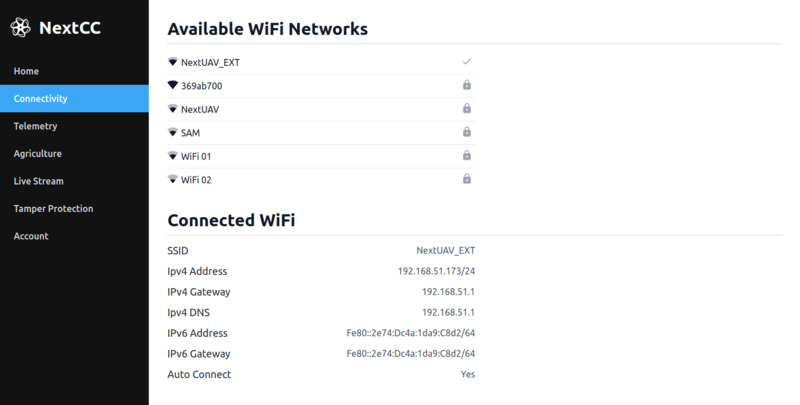 NextCC
Home
Connectivity
Telemetry
Agriculture
Live Stream
Tamper Protection
Account
Available WiFi Networks
NextUAV_EXT
369ab700
NextUAV
SAM
WiFi 01
WiFi 02
Connected WiFi
SSID NextUAV_EXT
Ipv4 Address 192.168.51.173/24
IPv4 Gateway 192.168.51.1
Ipv4 DNS 192.168.51.1
IPv6 Address Fe80::2e74:Dc4a:1da9:C8d2/64
IPv6 Gateway Fe80::2e74:Dc4a:1da9:C8d2/64
Auto Connect Yes